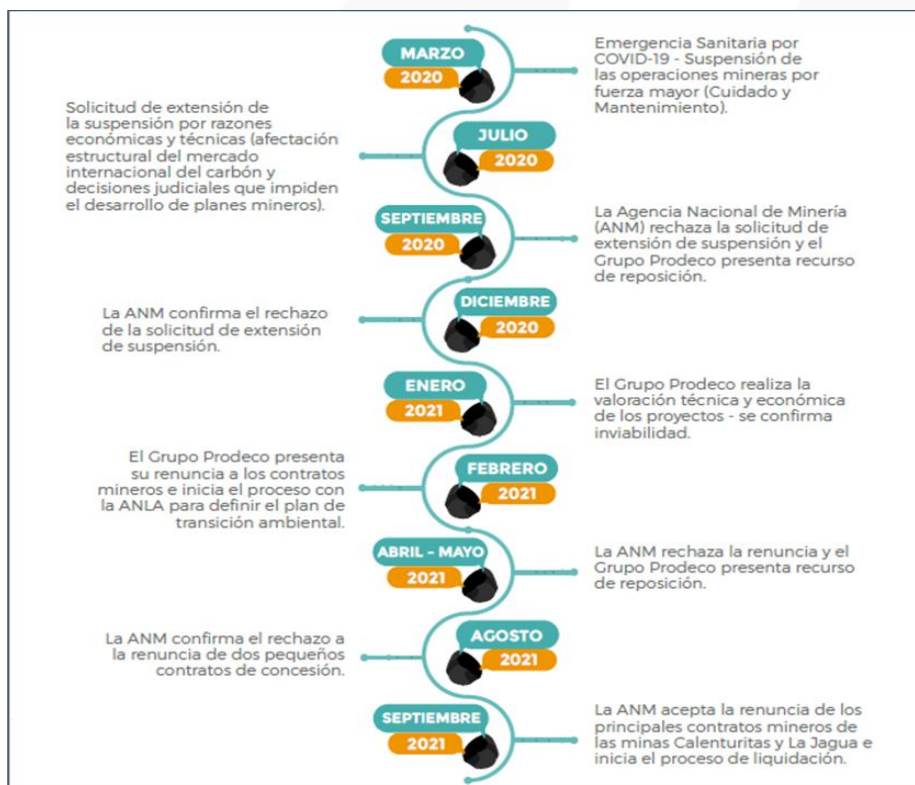 MARZO
2020
Emergencia Sanitaria por
COVID-19 - Suspensión de
las operaciones mineras por
fuerza mayor (Cuidado y
Mantenimiento).
Solicitud de extensión de
la suspensión por razones
económicas y técnicas (afectación
estructural del mercado
internacional del carbón y
decisiones judiciales que impiden
el desarrollo de planes mineros).
JULIO
2020
SEPTIEMBRE
2020
La Agencia Nacional de Minería
(ANM) rechaza la solicitud de
extensión de suspensión y el
Grupo Prodeco presenta recurso
de reposición.
La ANM confirma el rechazo
de la solicitud de extensión
de suspensión.
DICIEMBRE
2020
ENERO
2021
El Grupo Prodeco realiza la
valoración técnica y económica
de los proyectos - se confirma
inviabilidad.
El Grupo Prodeco presenta
su renuncia a los contratos
mineros e inicia el proceso con
la ANLA para definir el plan de
transición ambiental.
FEBRERO
2021
ABRIL - MAYO
2021
La ANM rechaza la renuncia y el
Grupo Prodeco presenta recurso
de reposición.
La ANM confirma el rechazo a
la renuncia de dos pequeños
contratos de concesión.
AGOSTO
2021
SEPTIEMBRE
2021
La ANM acepta la renuncia de los
principales contratos mineros de
las minas Calenturitas y La Jagua e
inicia el proceso de liquidación.